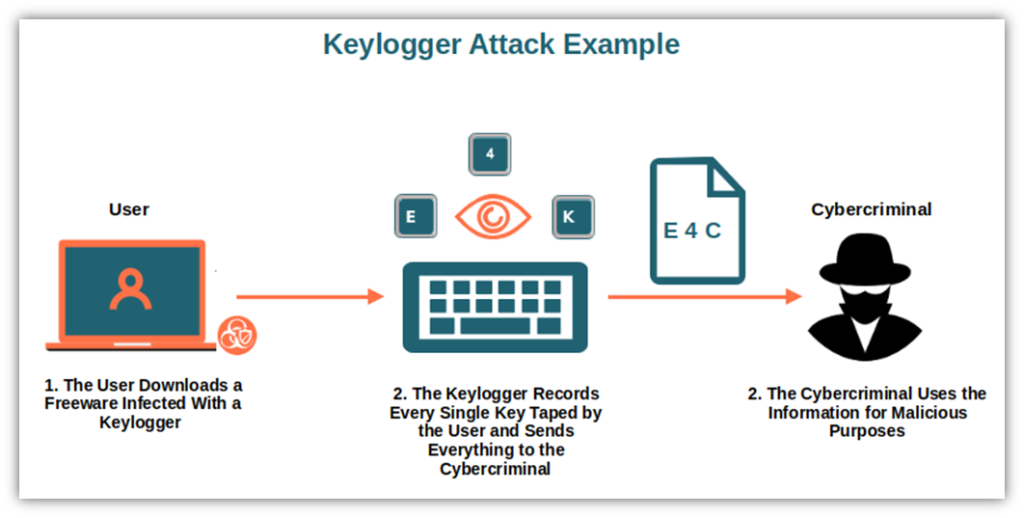 Keylogger Attack Example
4
E
K
E 4 C
User
Cybercriminal
1. The User Downloads a
Freeware Infected With a
Keylogger
2. The Keylogger Records
Every Single Key Taped by
the User and Sends
Everything to the
Cybercriminal
2. The Cybercriminal Uses the
Information for Malicious
Purposes